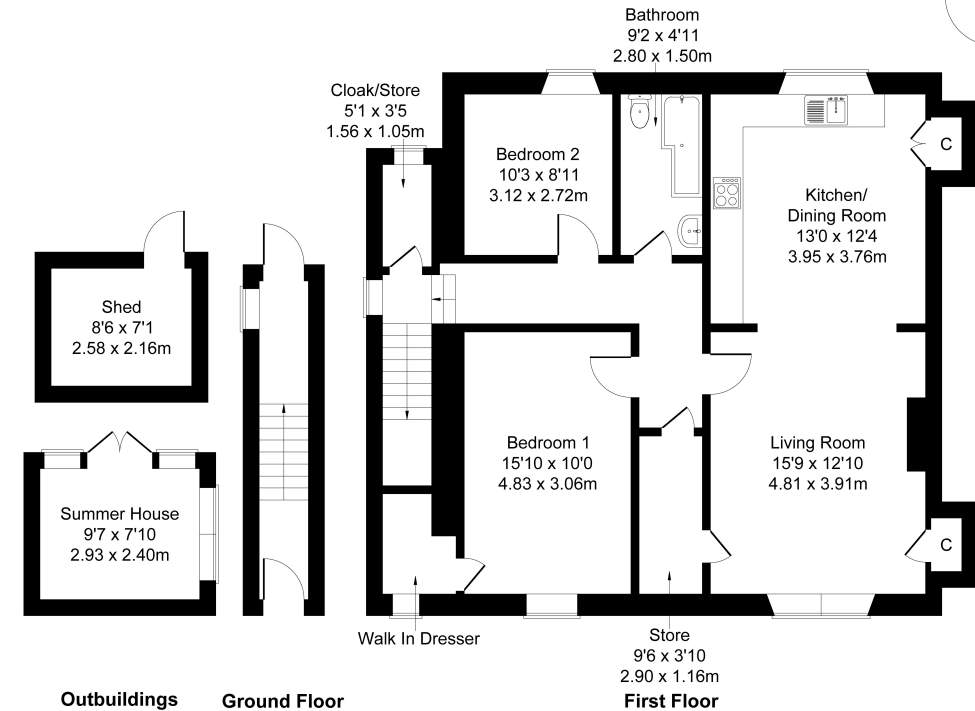 Bathroom
9'2 x 4'11
2.80 x 1.50m
Cloak/Store
5'1 x 3'5
1.56 x 1.05m
Bedroom 2
10'3 x 8'11
3.12 x 2.72m
C
Kitchen/
Dining Room
13'0 x 12'4
3.95 x 3.76m
Shed
8'6 x 7'1
2.58 x 2.16m
Bedroom 1
15'10 x 10'0
4.83 x 3.06m
Living Room
15'9 x 12'10
4.81 x 3.91m
Summer House
9'7 x 7'10
2.93 x 2.40m
C
Walk In Dresser
Store
9'6 x 3'10
2.90 x 1.16m
Outbuildings
Ground Floor
First Floor